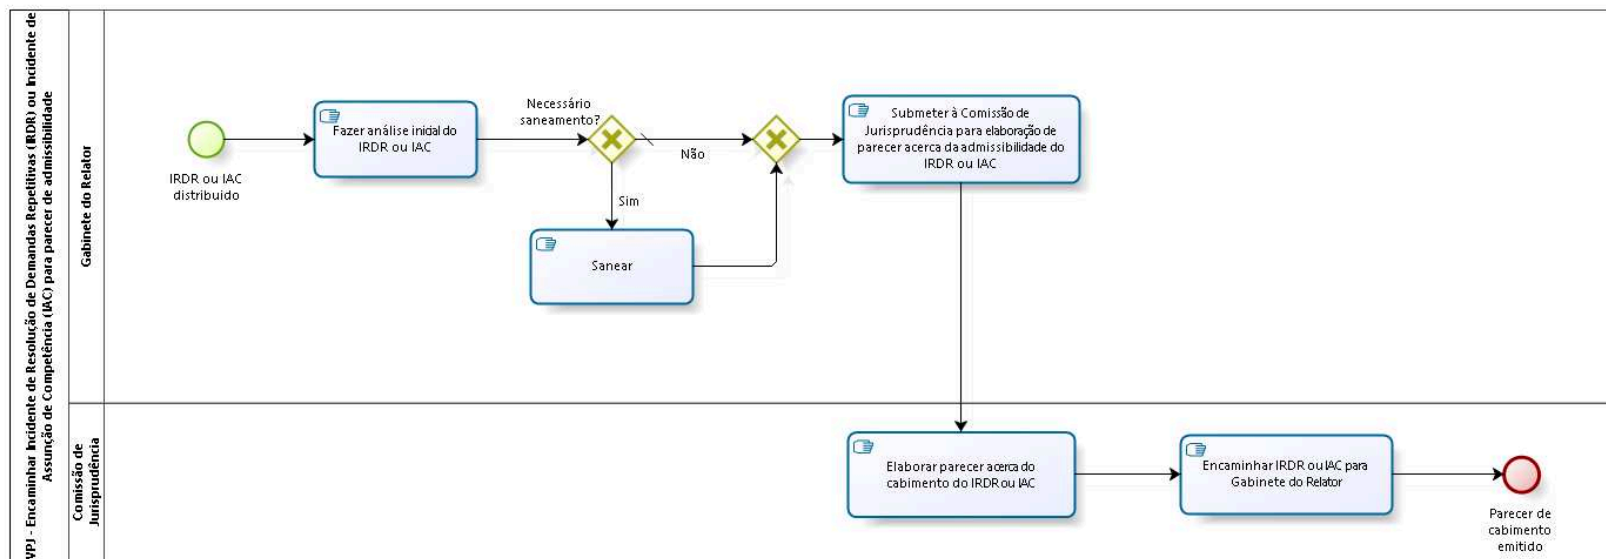 VPJ - Encaminhar Incidente de Resolução de Demandas Repetitivas (IRDR) ou Incidente de
Assunção de Competência (IAC) para parecer de admissibilidade
Gabinete do Relator
IRDR ou IAC
distribuido
Fazer análise inicial do
IRDR ou IAC
Necessário
saneamento?
Não
Sim
Sanear
Submeter à Comissão de
Jurisprudência para elaboração de
parecer acerca da admissibilidade do
IRDR ou IAC
Comissão de
Jurisprudência
Elaborar parecer acerca do
cabimento do IRDR ou IAC
Encaminhar IRDR ou IAC para
Gabinete do Relator
Parecer de
cabimento
emitido